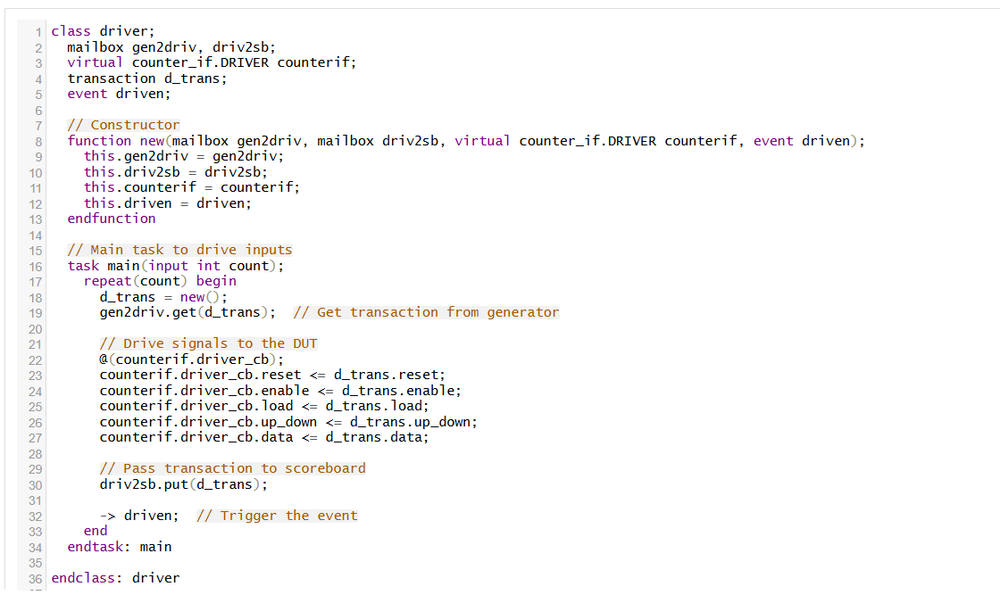 1 class driver;
2   mailbox gen2driv, driv2sb;
3   virtual counter_if.DRIVER counterif;
4   transaction d_trans;
5   event driven;
6
7   // Constructor
8   function new(mailbox gen2driv, mailbox driv2sb, virtual counter_if.DRIVER counterif, event driven);
9     this.gen2driv = gen2driv;
10     this.driv2sb = driv2sb;
11     this.counterif = counterif;
12     this.driven = driven;
13   endfunction
14
15   // Main task to drive inputs
16   task main(input int count);
17     repeat(count) begin
18       d_trans = new();
19       gen2driv.get(d_trans);  // Get transaction from generator
20
21       // Drive signals to the DUT
22       @(counterif.driver_cb);
23       counterif.driver_cb.reset <= d_trans.reset;
24       counterif.driver_cb.enable <= d_trans.enable;
25       counterif.driver_cb.load <= d_trans.load;
26       counterif.driver_cb.up_down <= d_trans.up_down;
27       counterif.driver_cb.data <= d_trans.data;
28
29       // Pass transaction to scoreboard
30       driv2sb.put(d_trans);
31
32       -> driven;  // Trigger the event
33     end
34   endtask: main
35
36 endclass: driver